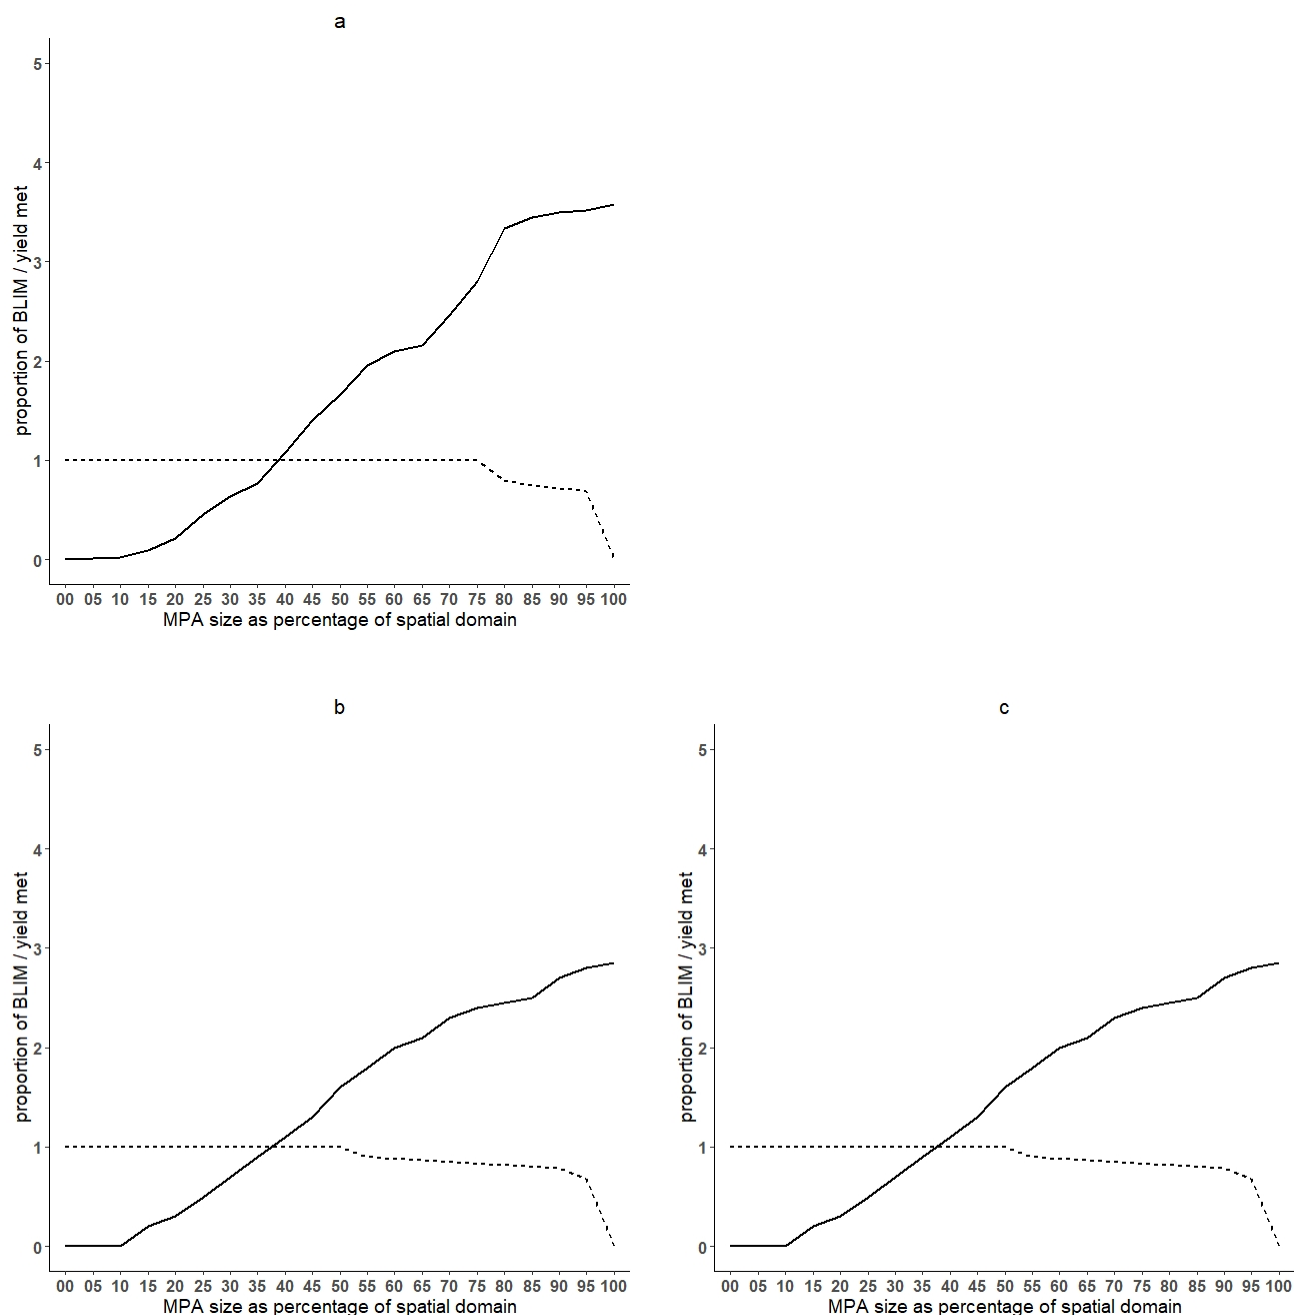 a
proportion of BLIM / yield met
5
4
3
2
1
0
00 05 10 15 20 25 30 35 40 45 50 55 60 65 70 75 80 85 90 95 100
MPA size as percentage of spatial domain
b
proportion of BLIM / yield met
5
4
3
2
1
0
00 05 10 15 20 25 30 35 40 45 50 55 60 65 70 75 80 85 90 95 100
MPA size as percentage of spatial domain
c
proportion of BLIM / yield met
5
4
3
2
1
0
00 05 10 15 20 25 30 35 40 45 50 55 60 65 70 75 80 85 90 95 100
MPA size as percentage of spatial domain